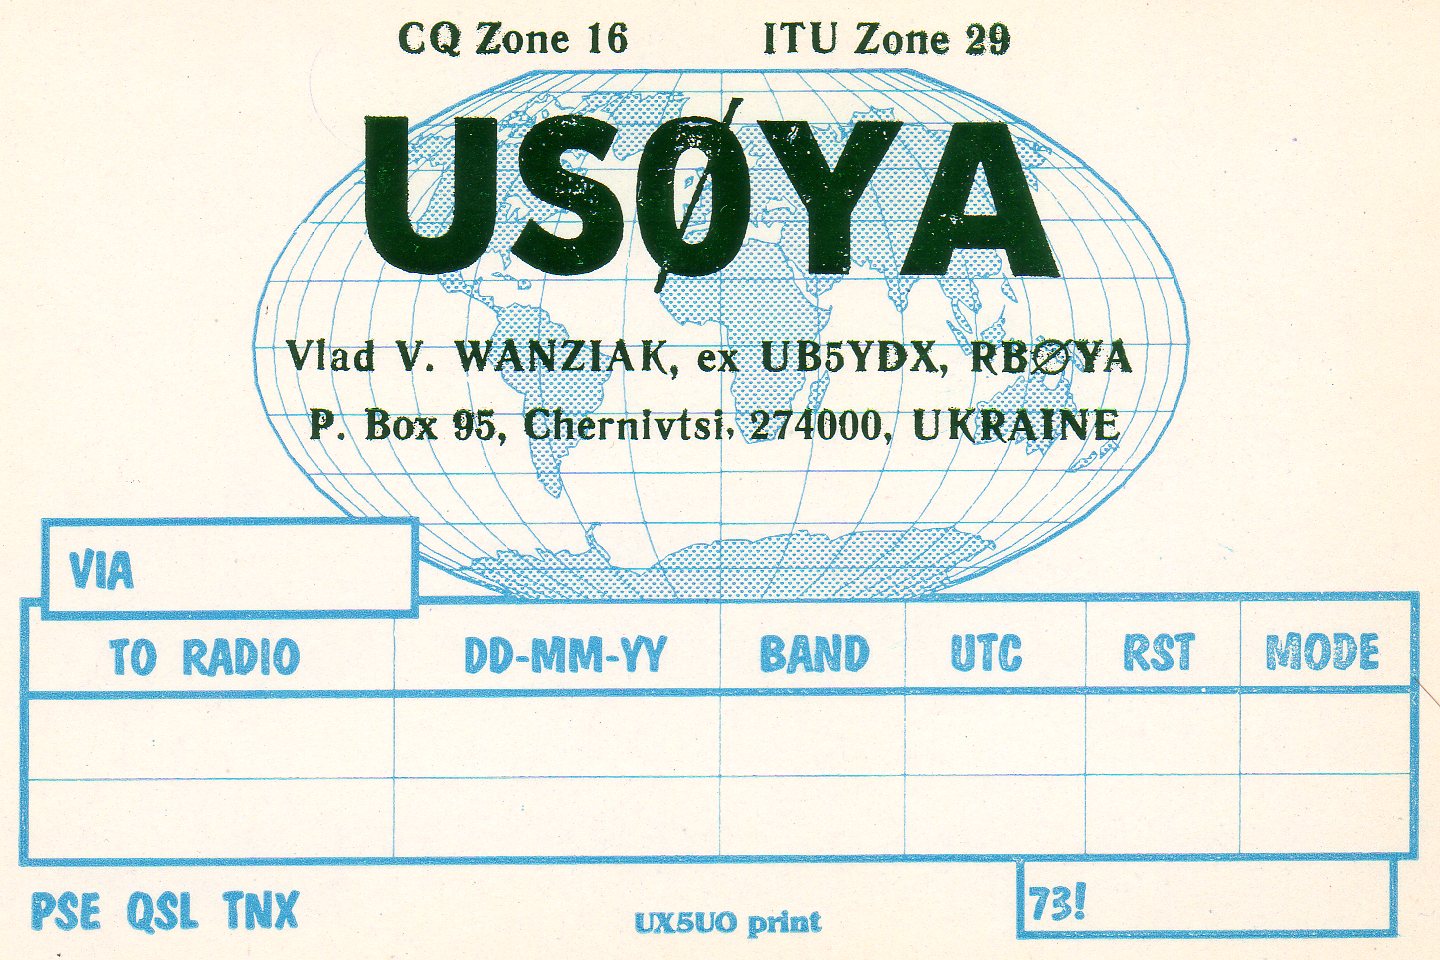 CQ Zone 16 ITU Zone 29
USØYA
Vlad V. WANZIAK, ex UB5YDX, RBØYA
P. Box 95, Chernivtsi, 274000, UKRAINE
VIA
TO RADIO DD-MM-YY BAND UTC RST MODE
PSE QSL TNX
UX5UO print
73!